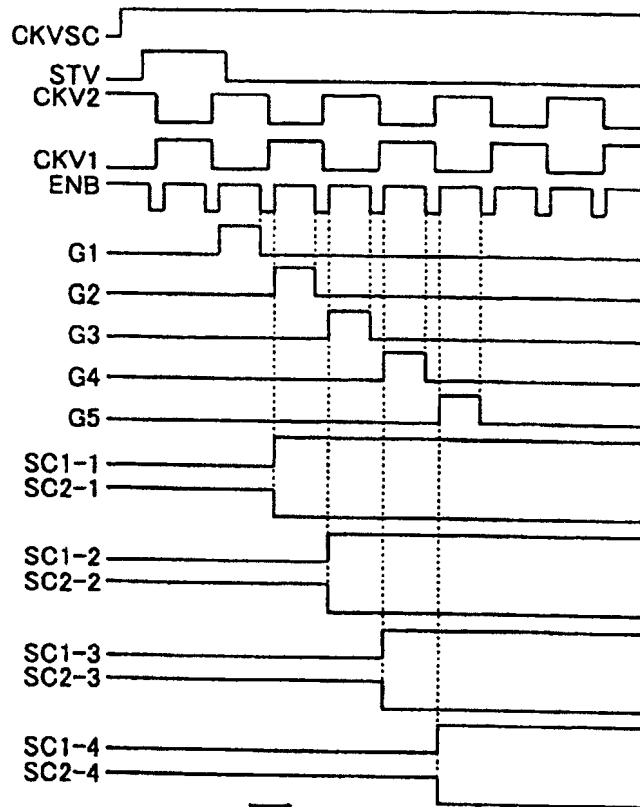 CKVSC
STV
CKV2
CKV1
ENB
G1
G2
G3
G4
G5
SC1-1
SC2-1
SC1-2
SC2-2
SC1-3
SC2-3
SC1-4
SC2-4